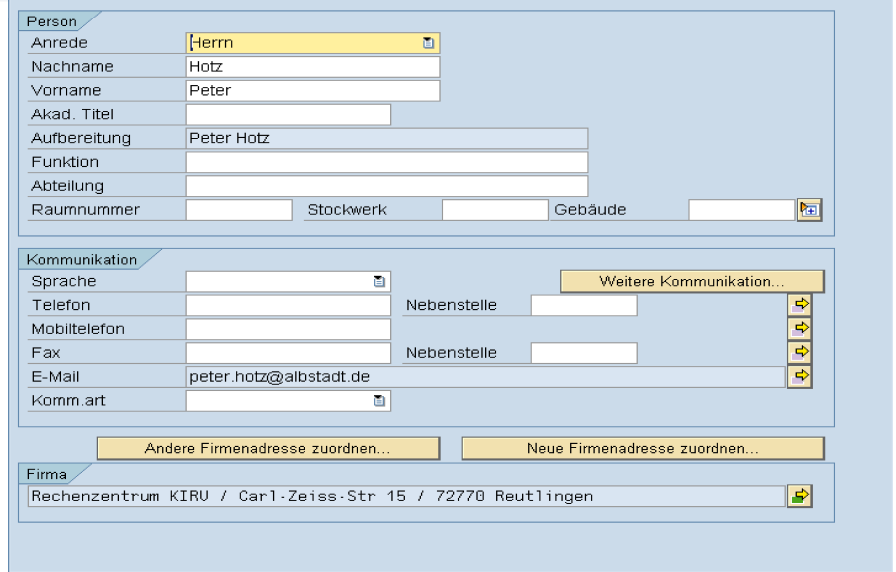 Person
Anrede Herrn
Nachname Hotz
Vorname Peter
Akad. Titel
Aufbereitung Peter Hotz
Funktion
Abteilung
Raumnummer Stockwerk Gebäude
Kommunikation
Sprache Weitere Kommunikation...
Telefon Nebenstelle
Mobiltelefon
Fax Nebenstelle
E-Mail peter.hotz@albstadt.de
Komm.art
Andere Firmenadresse zuordnen... Neue Firmenadresse zuordnen...
Firma
Rechenzentrum KIRU / Carl-Zeiss-Str 15 / 72770 Reutlingen